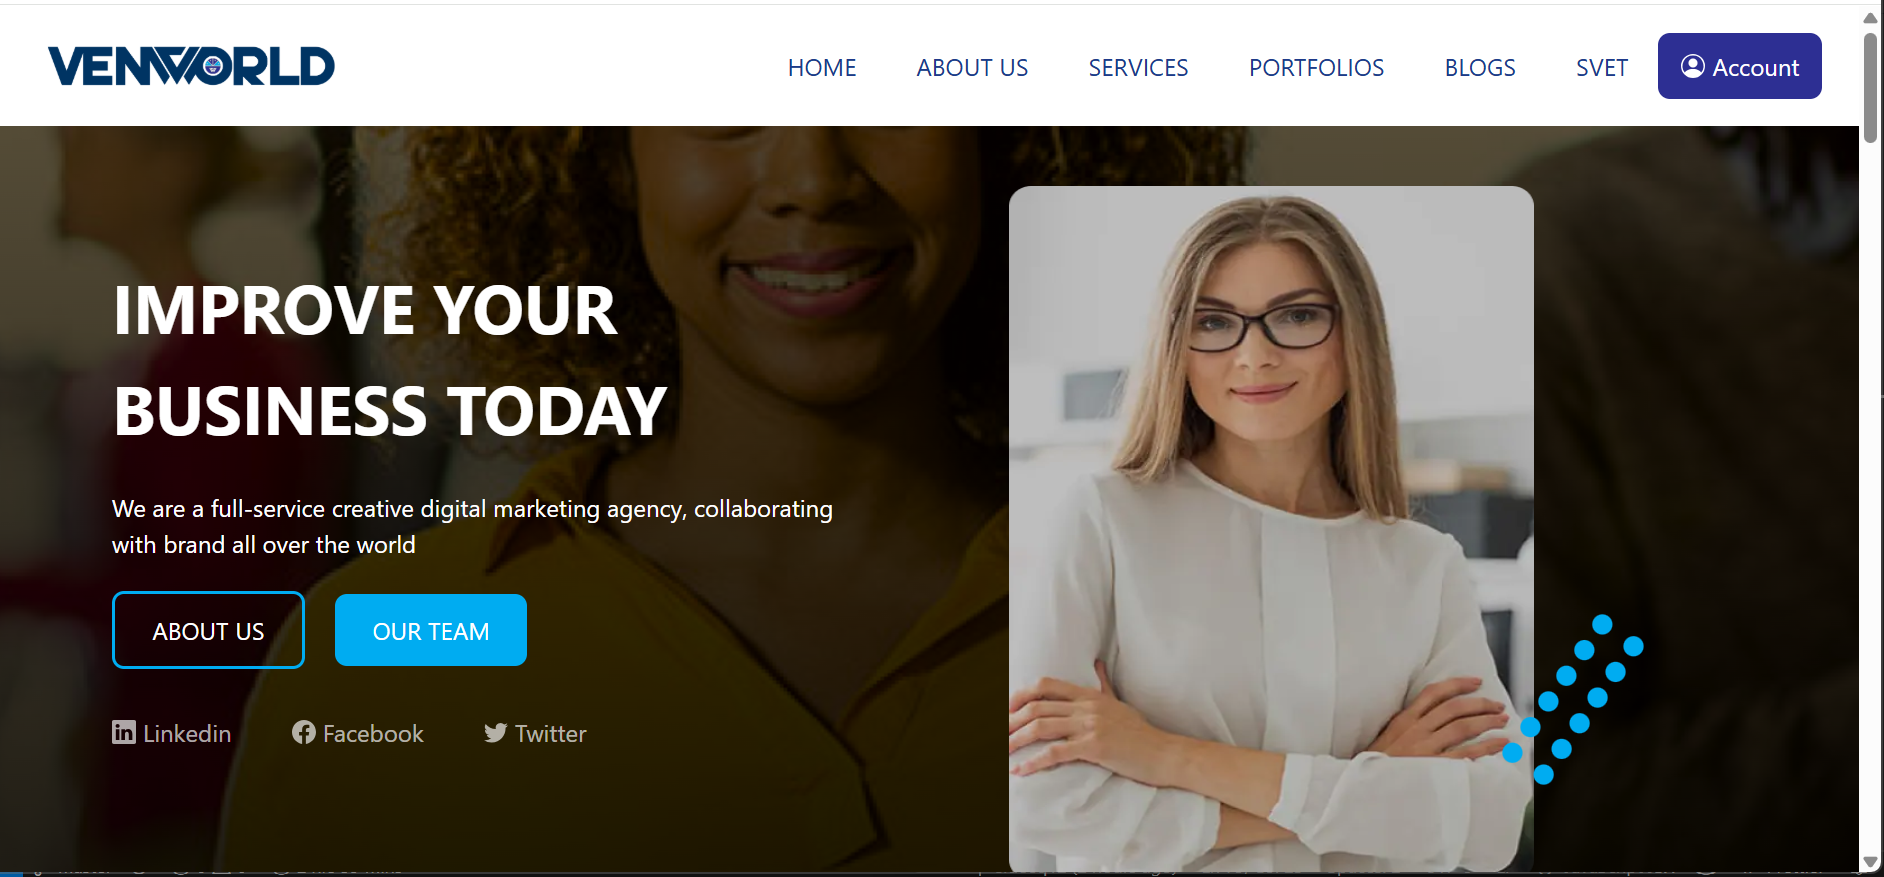 VENWORLD
HOME ABOUT US SERVICES PORTFOLIOS BLOGS SVET Account
IMPROVE YOUR
BUSINESS TODAY
We are a full-service creative digital marketing agency, collaborating
with brand all over the world
ABOUT US OUR TEAM
Linkedin Facebook Twitter